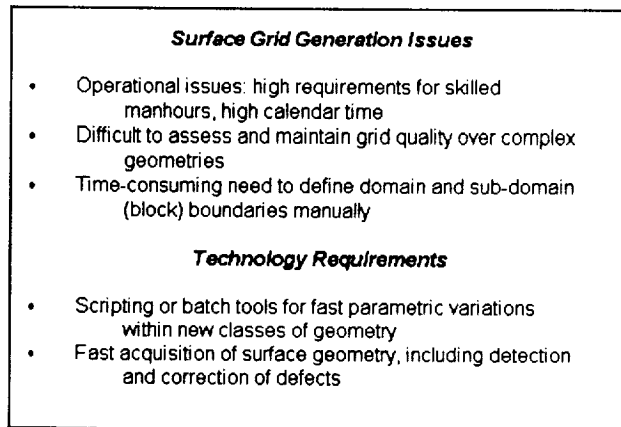 Surface Grid Generation Issues
• Operational issues: high requirements for skilled
manhours, high calendar time
• Difficult to assess and maintain grid quality over complex
geometries
• Time-consuming need to define domain and sub-domain
(block) boundaries manually
Technology Requirements
• Scripting or batch tools for fast parametric variations
within new classes of geometry
• Fast acquisition of surface geometry, including detection
and correction of defects